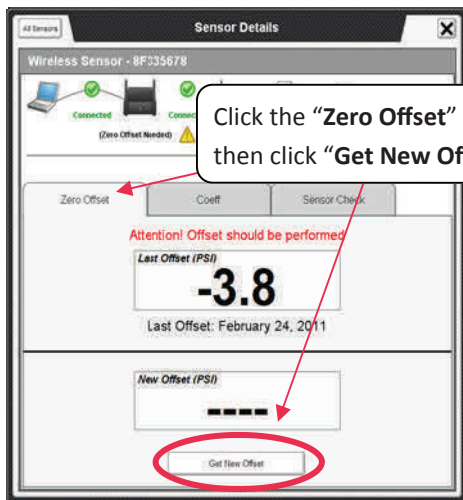 All Sensors
Sensor Details
Wireless Sensor - 8F335678
Connected
(Zero Offset Needed)
Click the “Zero Offset”
then click “Get New Of
Zero Offset
Coeff
Sensor Check
Attention! Offset should be performed
Last Offset (PSI)
-3.8
Last Offset: February 24, 2011
New Offset (PSI)
----
Get New Offset